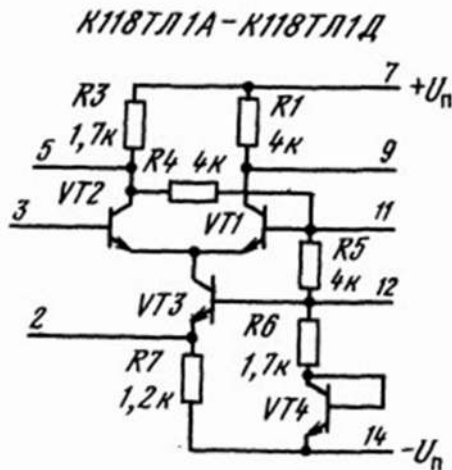 К118ТЛ1А-К118ТЛ1Д
7
+Uп
R3
1,7к
R1
4к
5
R4
4к
9
VT2
3
VT1
11
R5
4к
12
VT3
2
R6
1,7к
R7
1,2к
VT4
14
-Uп